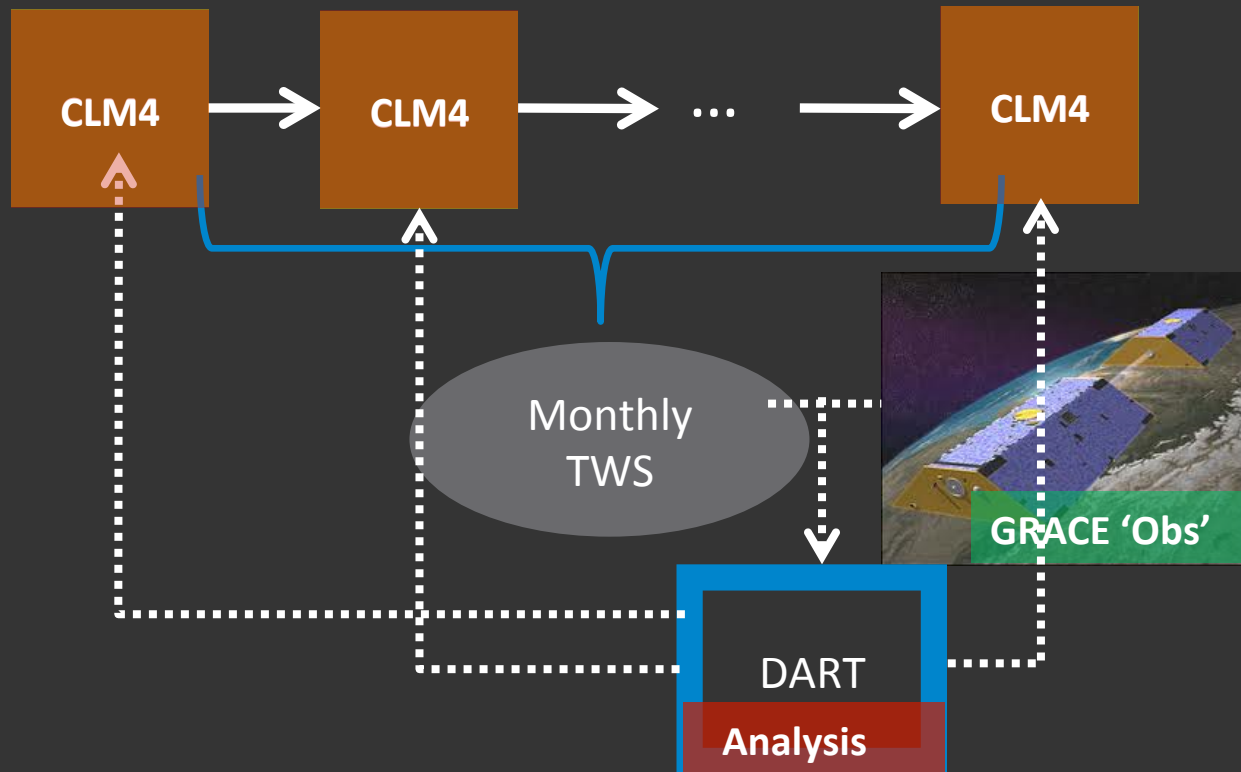 CLM4
CLM4
...
CLM4
Monthly
TWS
GRACE ‘Obs’
DART
Analysis